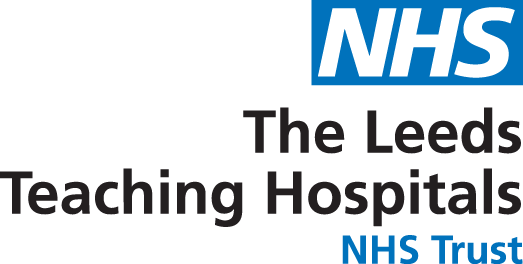 NHS
The Leeds
Teaching Hospitals
NHS Trust